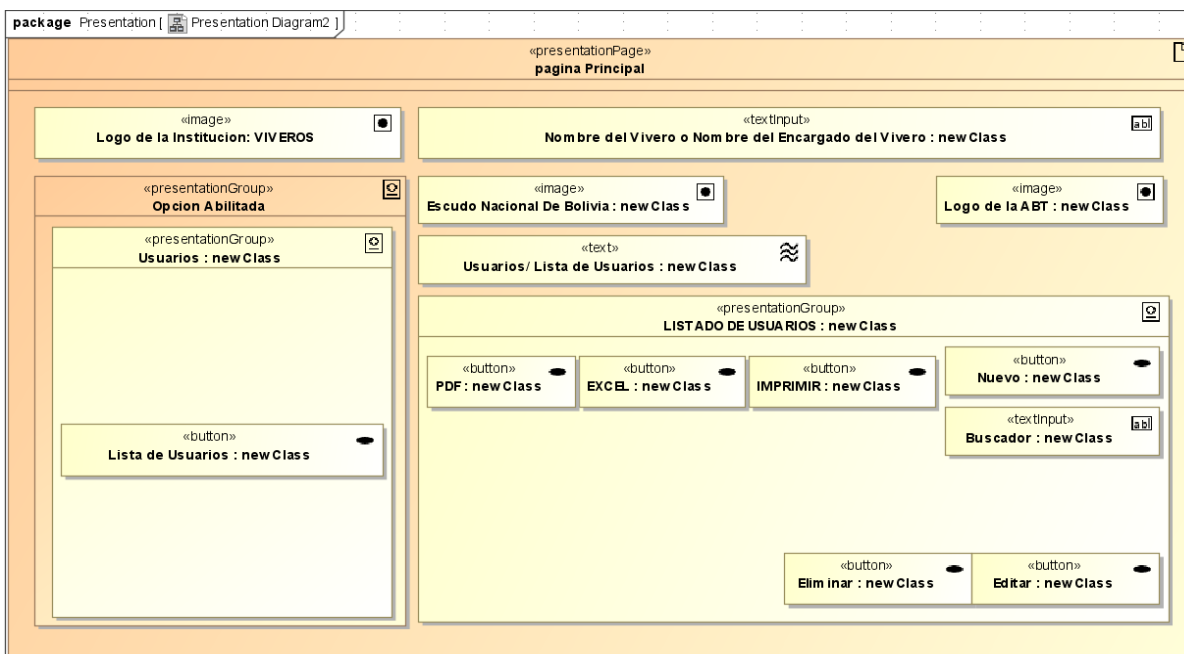 package Presentation [ Presentation Diagram2 ]
«presentationPage»
pagina Principal
«image»
Logo de la Institucion: VIVEROS
«textInput»
Nombre del Vivero o Nombre del Encargado del Vivero : newClass
abl
«presentationGroup»
Opcion Abilitada
«presentationGroup»
Usuarios : newClass
«button»
Lista de Usuarios : newClass
«image»
Escudo Nacional De Bolivia : newClass
«image»
Logo de la ABT : newClass
«text»
Usuarios/ Lista de Usuarios : newClass
«presentationGroup»
LISTADO DE USUARIOS : newClass
«button»
PDF : newClass
«button»
EXCEL : newClass
«button»
IMPRIMIR : newClass
«button»
Nuevo : newClass
«textInput»
Buscador : newClass
abl
«button»
Eliminar : newClass
«button»
Editar : newClass